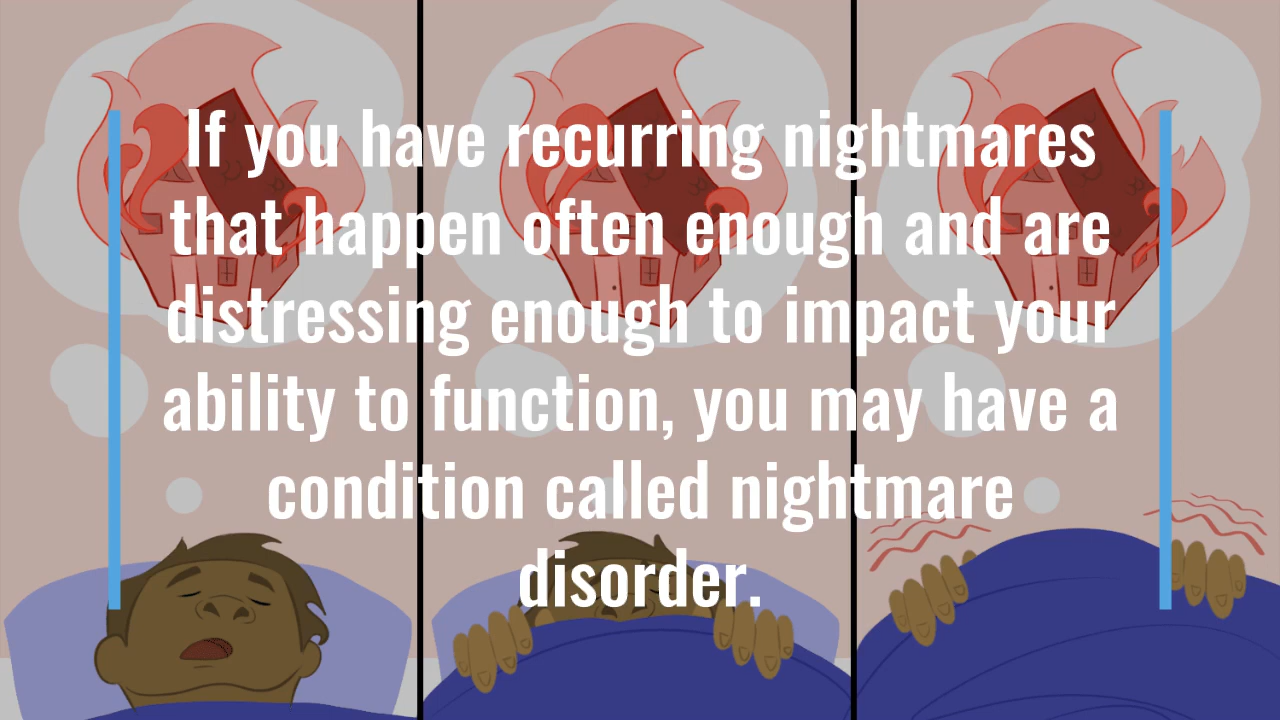 If you have recurring nightmares
that happen often enough and are
distressing enough to impact your
ability to function, you may have a
condition called nightmare
disorder.